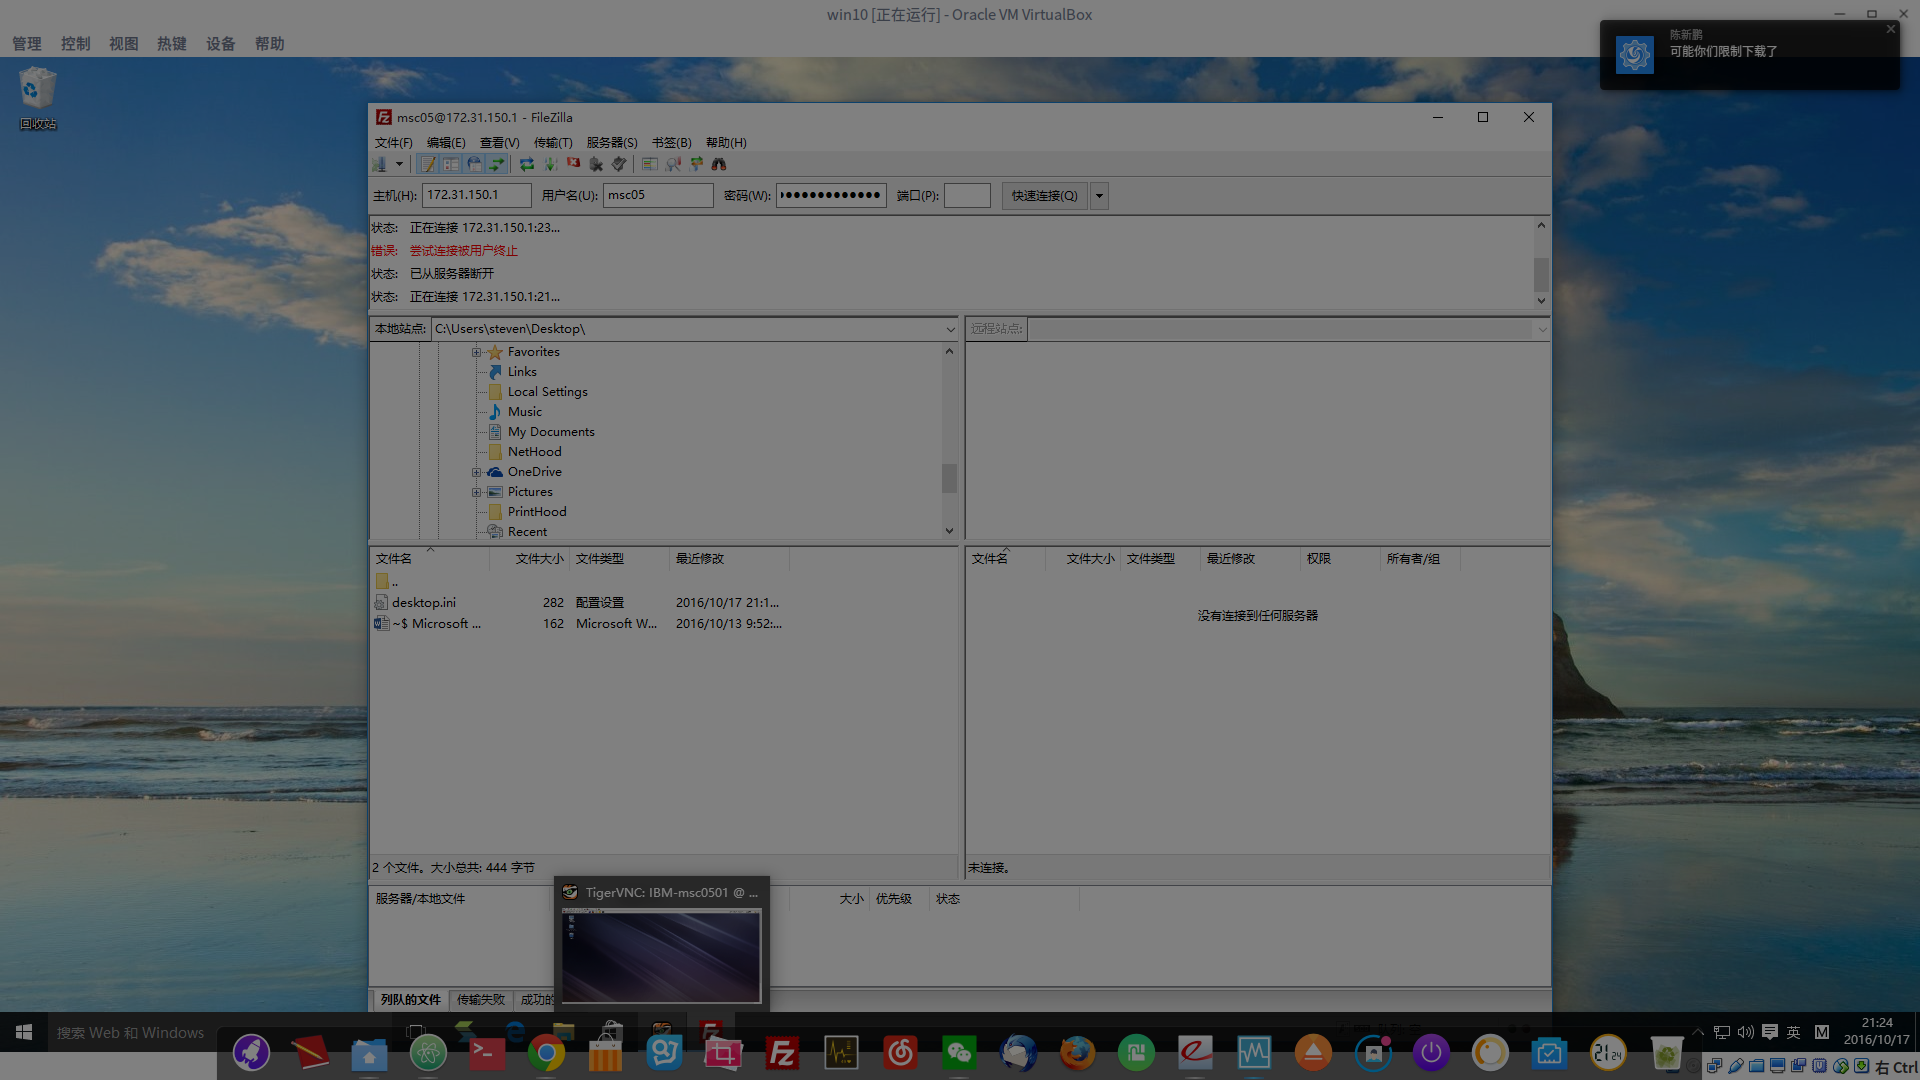 win10 [正在运行] - Oracle VM VirtualBox
管理 控制 视图 热键 设备 帮助
陈新鹏
可能你们限制下载了
回收站
msc05@172.31.150.1 - FileZilla
文件(F) 编辑(E) 查看(V) 传输(T) 服务器(S) 书签(B) 帮助(H)
主机(H): 172.31.150.1 用户名(U): msc05 密码(W): 端口(P): 快速连接(Q)
状态: 正在连接 172.31.150.1:23...
错误: 尝试连接被用户终止
状态: 已从服务器断开
状态: 正在连接 172.31.150.1:21...
本地站点: C:\Users\steven\Desktop\ 远程站点:
Favorites
Links
Local Settings
Music
My Documents
NetHood
OneDrive
Pictures
PrintHood
Recent
文件名 文件大小 文件类型 最近修改 文件名 文件大小 文件类型 最近修改 权限 所有者/组
..
desktop.ini 282 配置设置 2016/10/17 21:1...
~$ Microsoft ... 162 Microsoft W... 2016/10/13 9:52:...
没有连接到任何服务器
2 个文件。大小总共: 444 字节 未连接。
服务器/本地文件 大小 优先级 状态
TigerVNC: IBM-msc0501 @ ...
列队的文件 传输失败 成功的
搜索 Web 和 Windows
英 M 21:24
2016/10/17
21 24
右 Ctrl